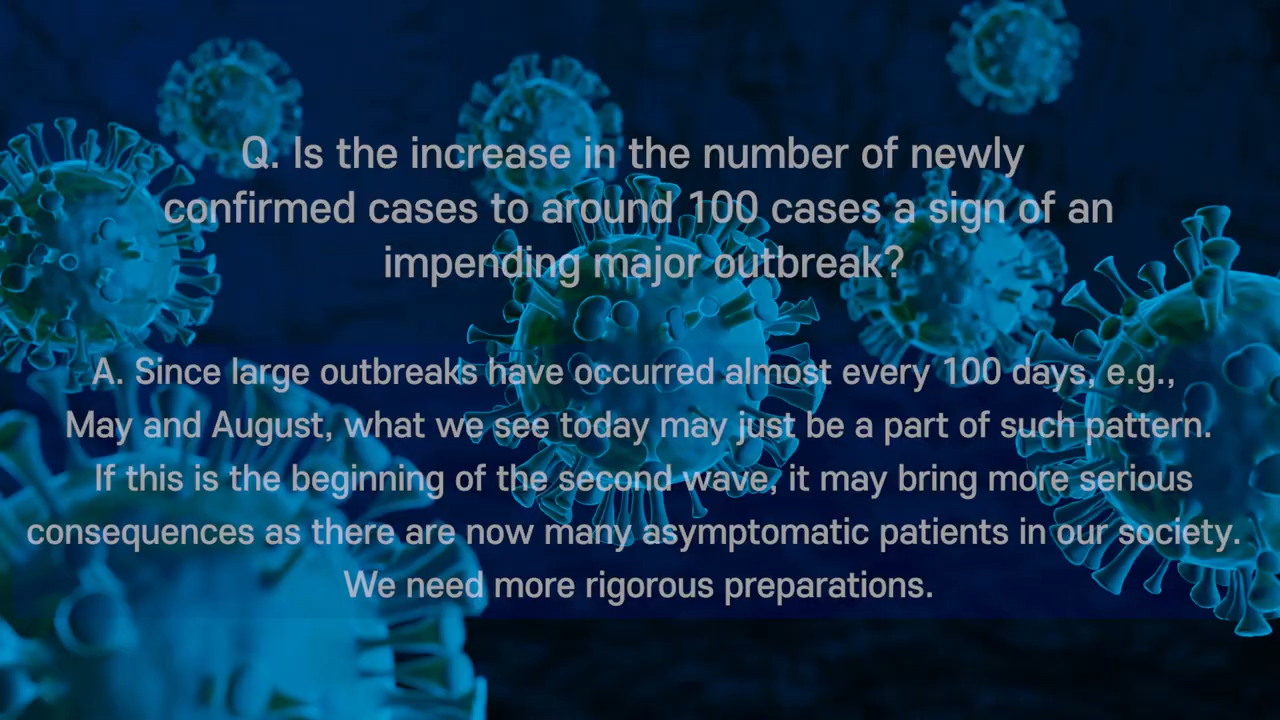 Q. Is the increase in the number of newly
confirmed cases to around 100 cases a sign of an
impending major outbreak?
A. Since large outbreaks have occurred almost every 100 days, e.g.,
May and August, what we see today may just be a part of such pattern.
If this is the beginning of the second wave, it may bring more serious
consequences as there are now many asymptomatic patients in our society.
We need more rigorous preparations.